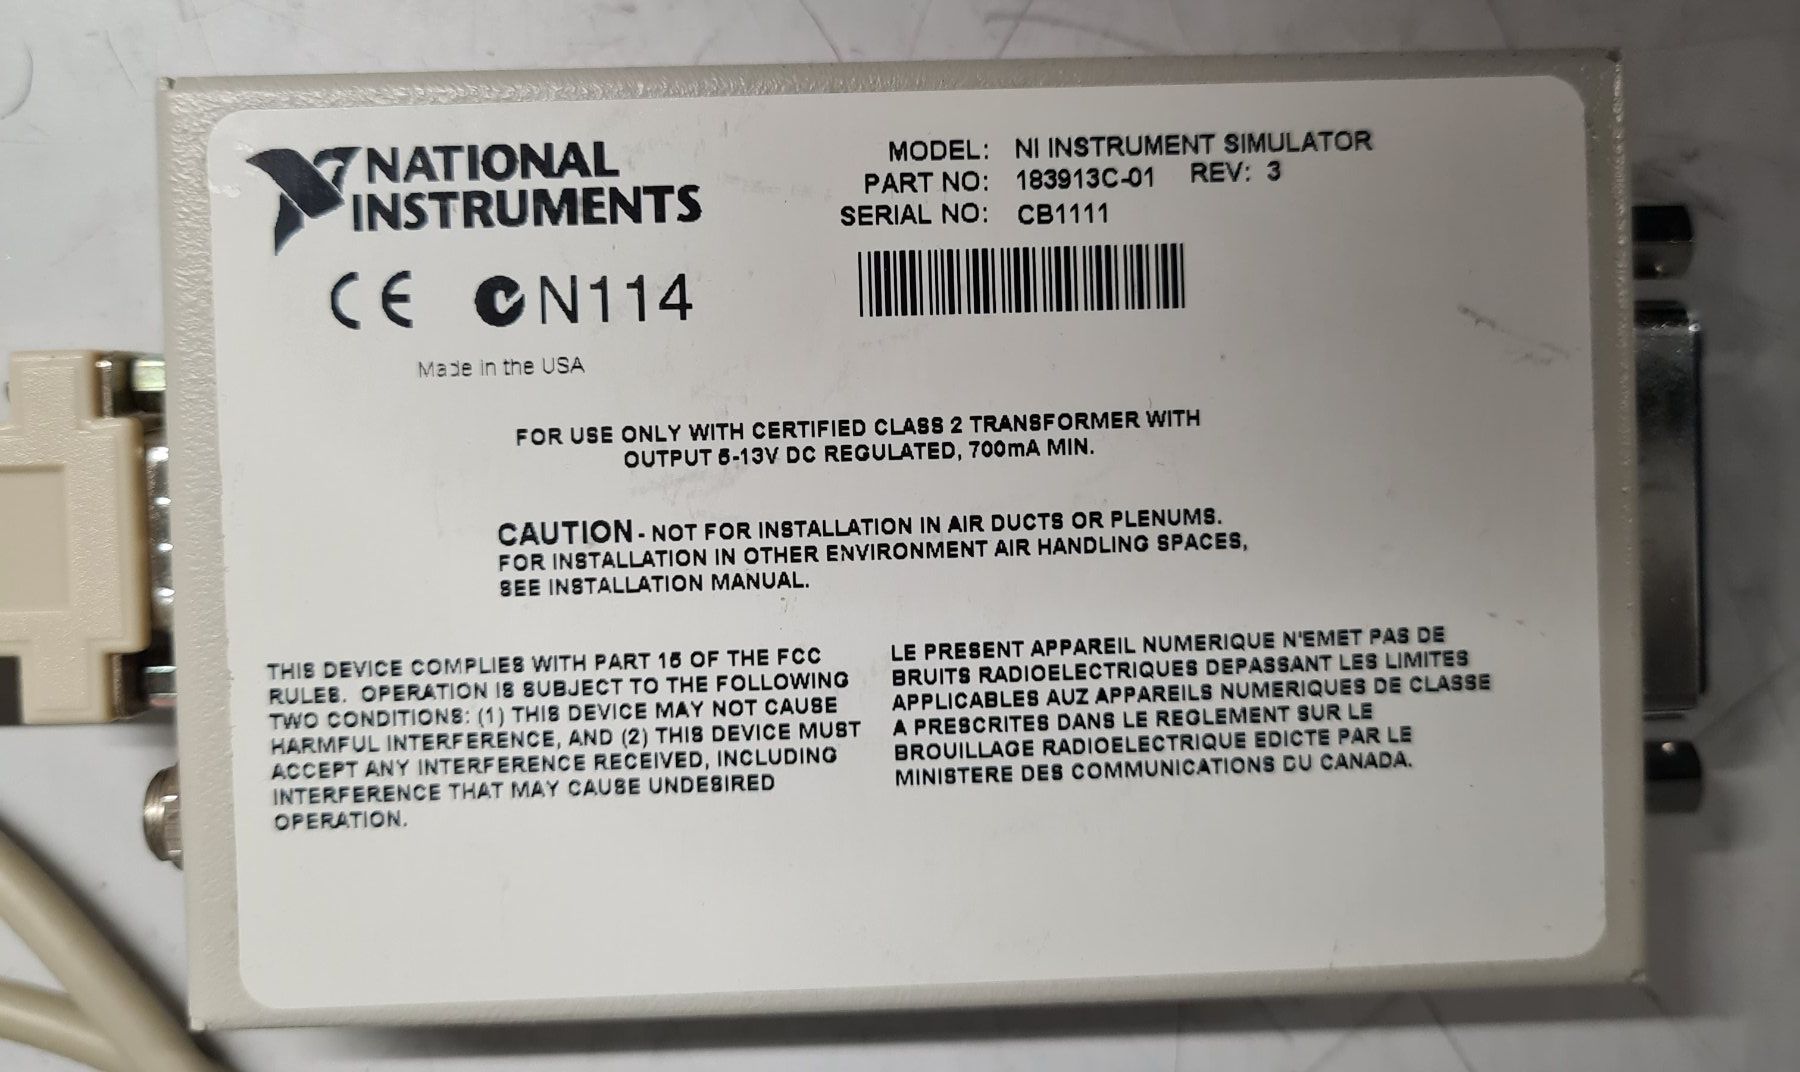 NATIONAL
INSTRUMENTS
CE N114
Made in the USA
MODEL: NI INSTRUMENT SIMULATOR
PART NO: 183913C-01 REV: 3
SERIAL NO: CB1111
FOR USE ONLY WITH CERTIFIED CLASS 2 TRANSFORMER WITH
OUTPUT 5-13V DC REGULATED, 700mA MIN.
CAUTION - NOT FOR INSTALLATION IN AIR DUCTS OR PLENUMS.
FOR INSTALLATION IN OTHER ENVIRONMENT AIR HANDLING SPACES,
SEE INSTALLATION MANUAL.
THIS DEVICE COMPLIES WITH PART 15 OF THE FCC
RULES. OPERATION IS SUBJECT TO THE FOLLOWING
TWO CONDITIONS: (1) THIS DEVICE MAY NOT CAUSE
HARMFUL INTERFERENCE, AND (2) THIS DEVICE MUST
ACCEPT ANY INTERFERENCE RECEIVED, INCLUDING
INTERFERENCE THAT MAY CAUSE UNDESIRED
OPERATION.
LE PRESENT APPAREIL NUMERIQUE N'EMET PAS DE
BRUITS RADIOELECTRIQUES DEPASSANT LES LIMITES
APPLICABLES AUZ APPAREILS NUMERIQUES DE CLASSE
A PRESCRITES DANS LE REGLEMENT SUR LE
BROUILLAGE RADIOELECTRIQUE EDICTE PAR LE
MINISTERE DES COMMUNICATIONS DU CANADA.